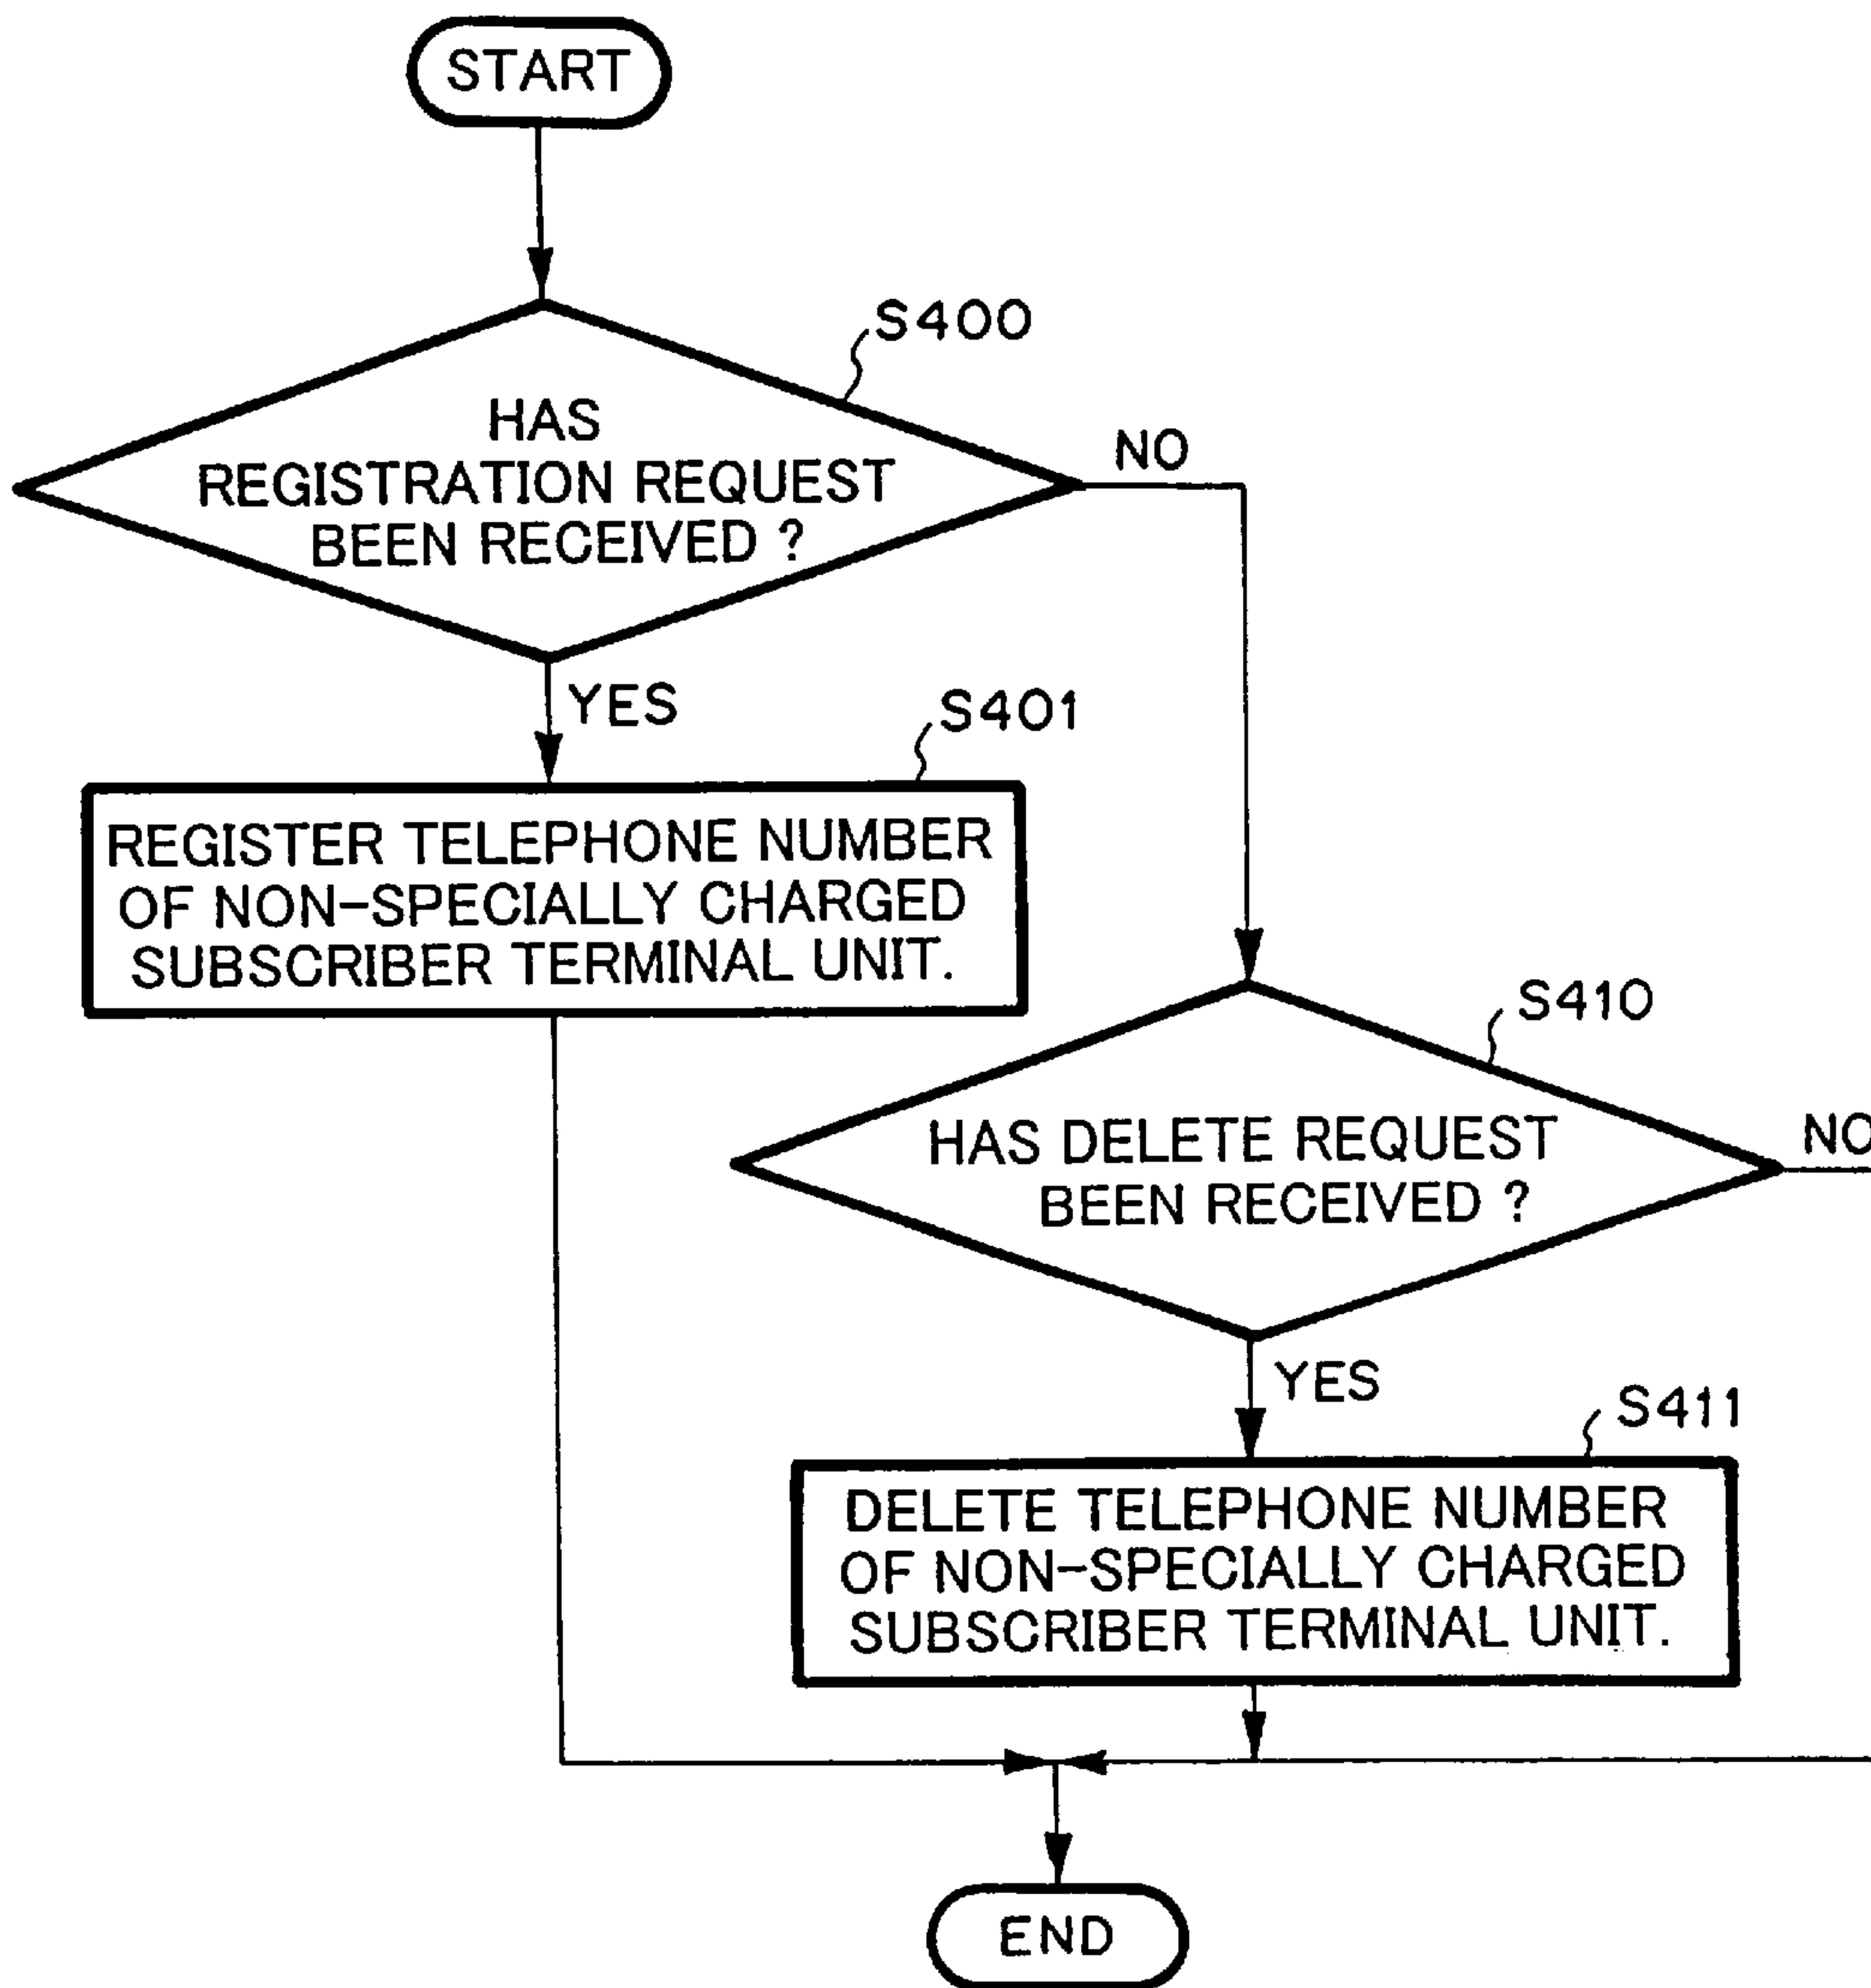 START
S400
HAS
REGISTRATION REQUEST
BEEN RECEIVED ?
NO
YES
S401
REGISTER TELEPHONE NUMBER
OF NON-SPECIALLY CHARGED
SUBSCRIBER TERMINAL UNIT.
S410
HAS DELETE REQUEST
BEEN RECEIVED ?
NO
YES
S411
DELETE TELEPHONE NUMBER
OF NON-SPECIALLY CHARGED
SUBSCRIBER TERMINAL UNIT.
END